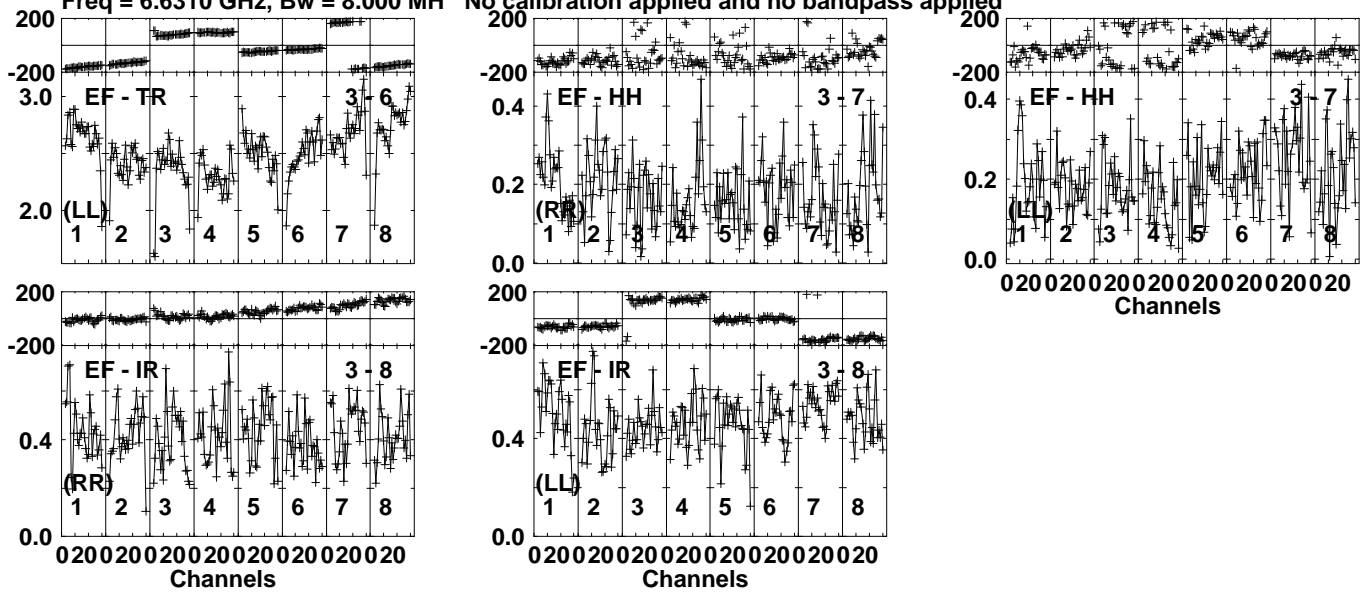 Freq = 6.6310 GHz, Bw = 8.000 MH No calibration applied and no bandpass applied
200
-200
EF - TR 3 - 6
3.0
2.0
(LL)
1 2 3 4 5 6 7 8
200
-200
EF - HH 3 - 7
0.4
0.2
(RR)
1 2 3 4 5 6 7 8
0.0
200
-200
EF - HH 3 - 7
0.4
0.2
(LL)
1 2 3 4 5 6 7 8
0.0
0 20 0 20 0 20 0 20 0 20 0 20 0 20 0 20
Channels
200
-200
EF - IR 3 - 8
0.4
(RR)
1 2 3 4 5 6 7 8
0.0
0 20 0 20 0 20 0 20 0 20 0 20 0 20 0 20
Channels
200
-200
EF - IR 3 - 8
0.4
(LL)
1 2 3 4 5 6 7 8
0.0
0 20 0 20 0 20 0 20 0 20 0 20 0 20 0 20
Channels